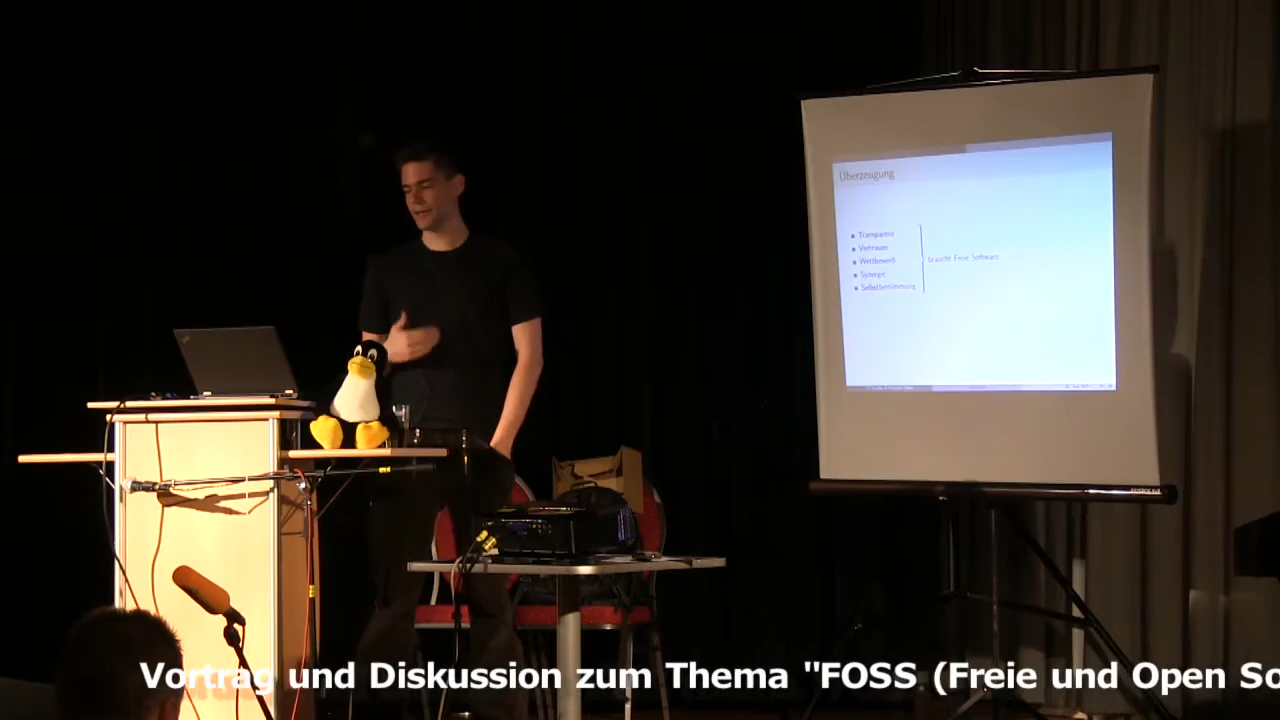 Überzeugung
Transparenz
Vertrauen
Wettbewerb
Synergie
Selbstbestimmung
braucht Freie Software
Vortrag und Diskussion zum Thema "FOSS (Freie und Open So